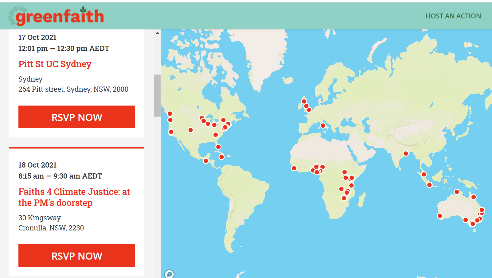 greenfaith
HOST AN ACTION
17 Oct 2021
12:01 pm – 12:30 pm AEDT
Pitt St UC Sydney
Sydney
264 Pitt street, Sydney, NSW, 2000
RSVP NOW
18 Oct 2021
8:15 am – 9:30 am AEDT
Faiths 4 Climate Justice: at
the PM's doorstep
30 Kingsway
Cronulla, NSW, 2230
RSVP NOW